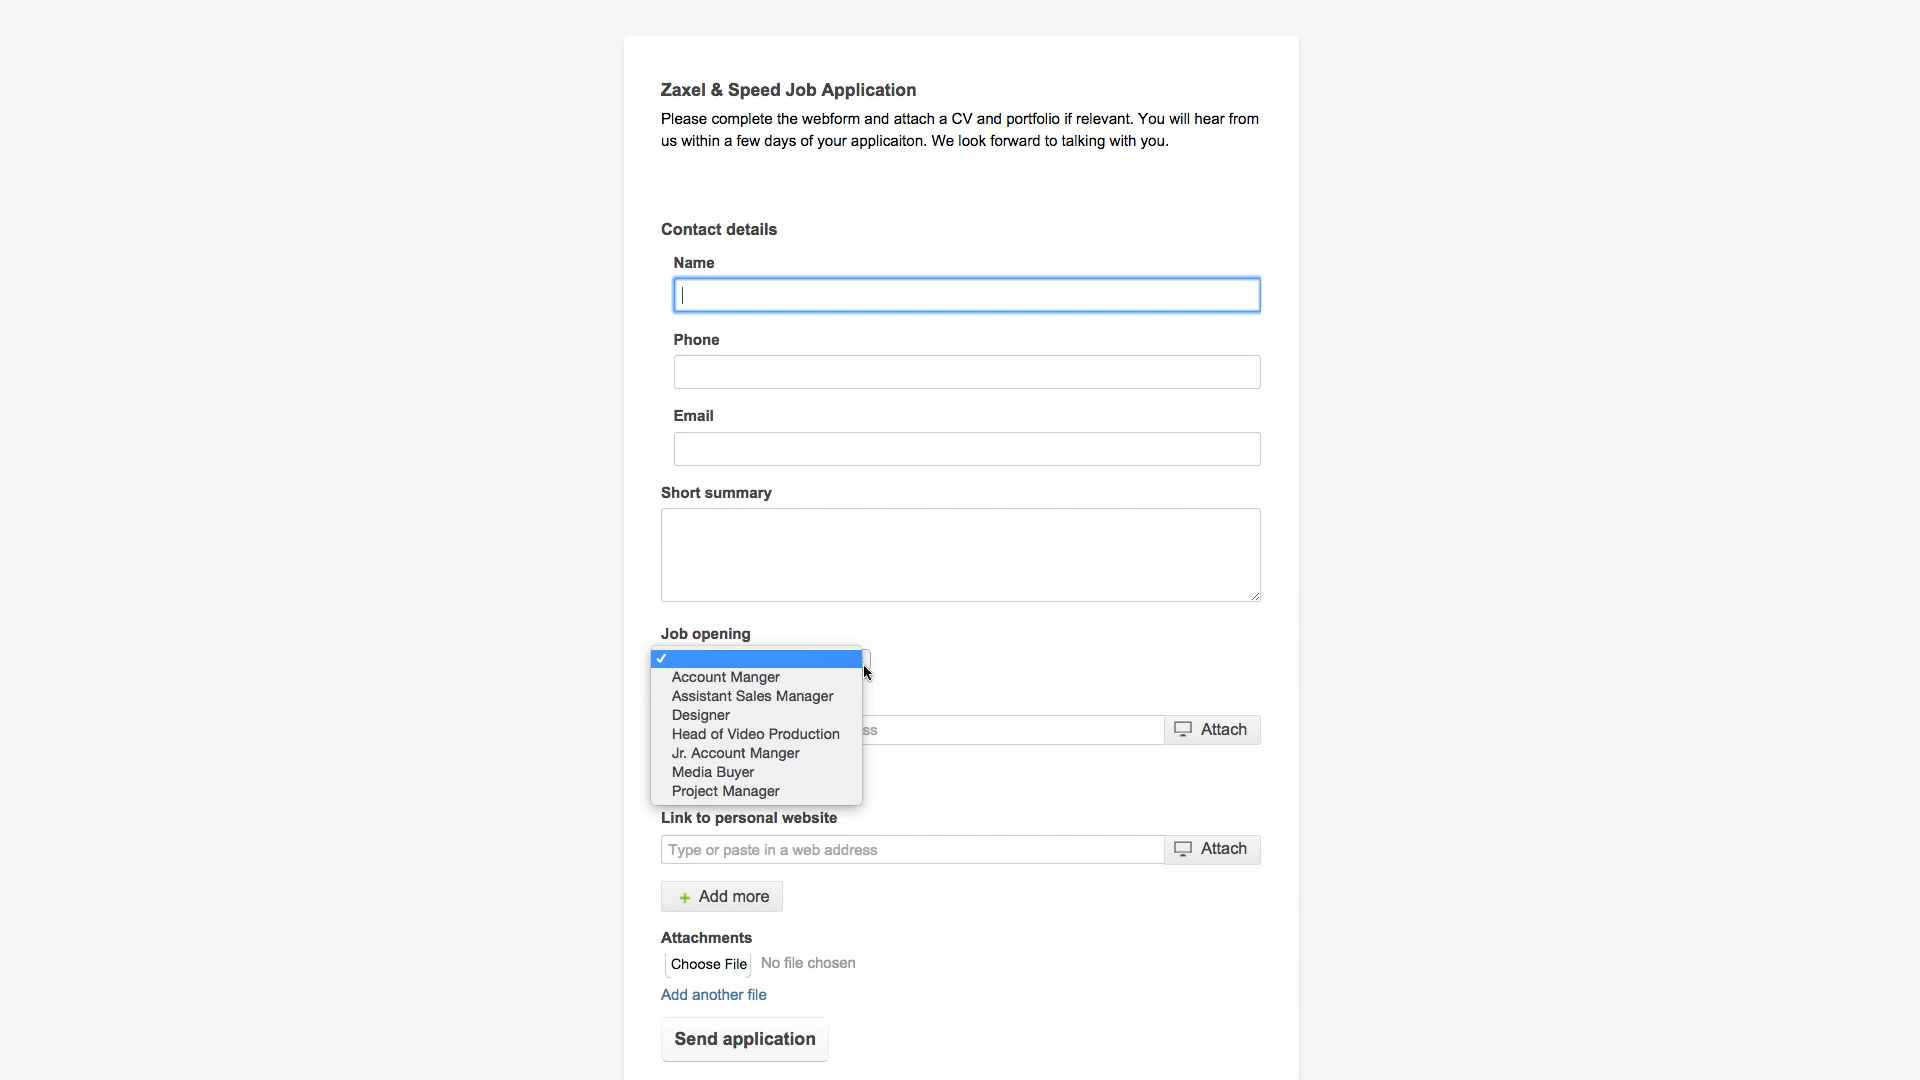 Zaxel & Speed Job Application
Please complete the webform and attach a CV and portfolio if relevant. You will hear from
us within a few days of your applicaiton. We look forward to talking with you.
Contact details
Name
Phone
Email
Short summary
Job opening
Account Manger
Assistant Sales Manager
Designer
Head of Video Production
Jr. Account Manger
Media Buyer
Project Manager
ss
Attach
Link to personal website
Type or paste in a web address
Attach
+ Add more
Attachments
Choose File No file chosen
Add another file
Send application